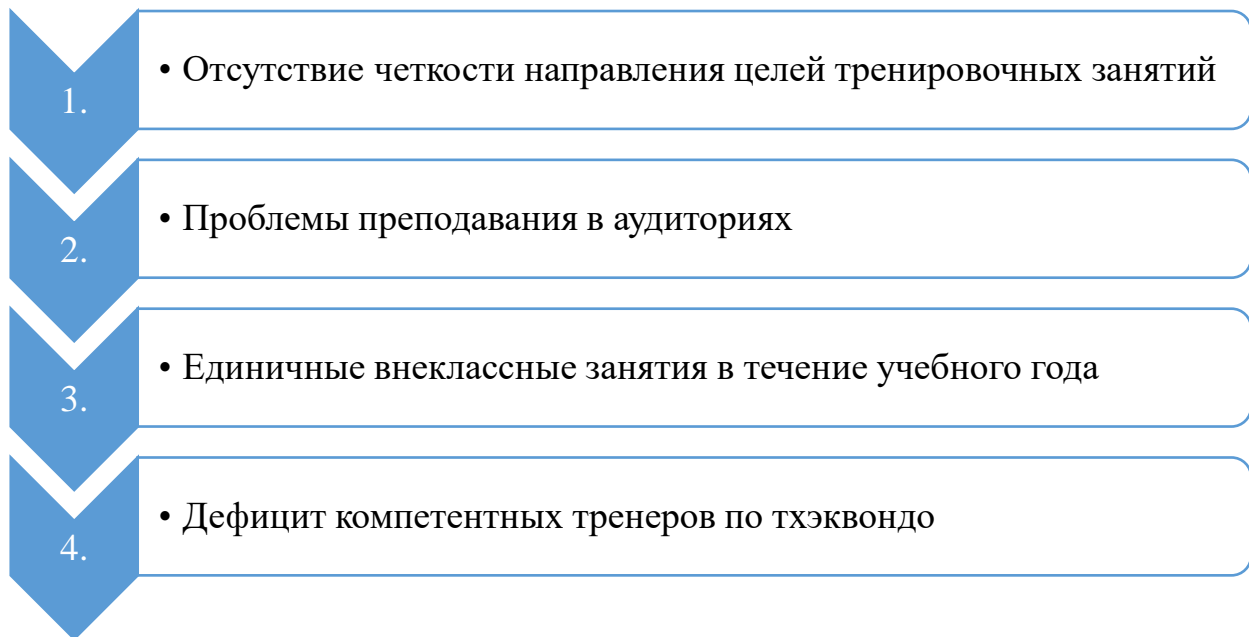 1.
• Отсутствие четкости направления целей тренировочных занятий
2.
• Проблемы преподавания в аудиториях
3.
• Единичные внеклассные занятия в течение учебного года
4.
• Дефицит компетентных тренеров по тхэквондо